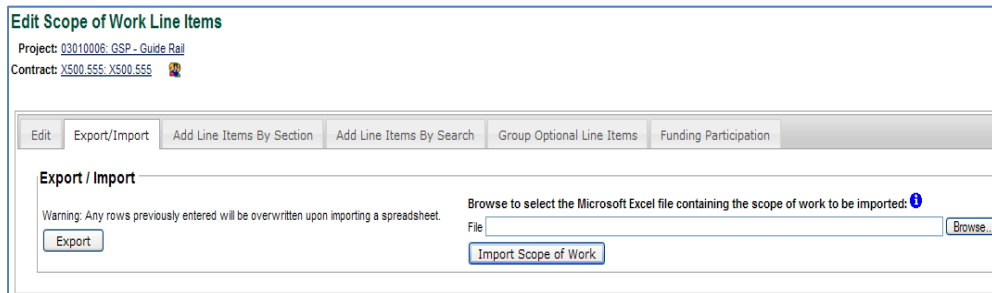 Edit Scope of Work Line Items
Project: 03010006: GSP - Guide Rail
Contract: X500.555: X500.555
Edit Export/Import Add Line Items By Section Add Line Items By Search Group Optional Line Items Funding Participation
Export / Import
Browse to select the Microsoft Excel file containing the scope of work to be imported:
Warning: Any rows previously entered will be overwritten upon importing a spreadsheet.
File Browse...
Export
Import Scope of Work